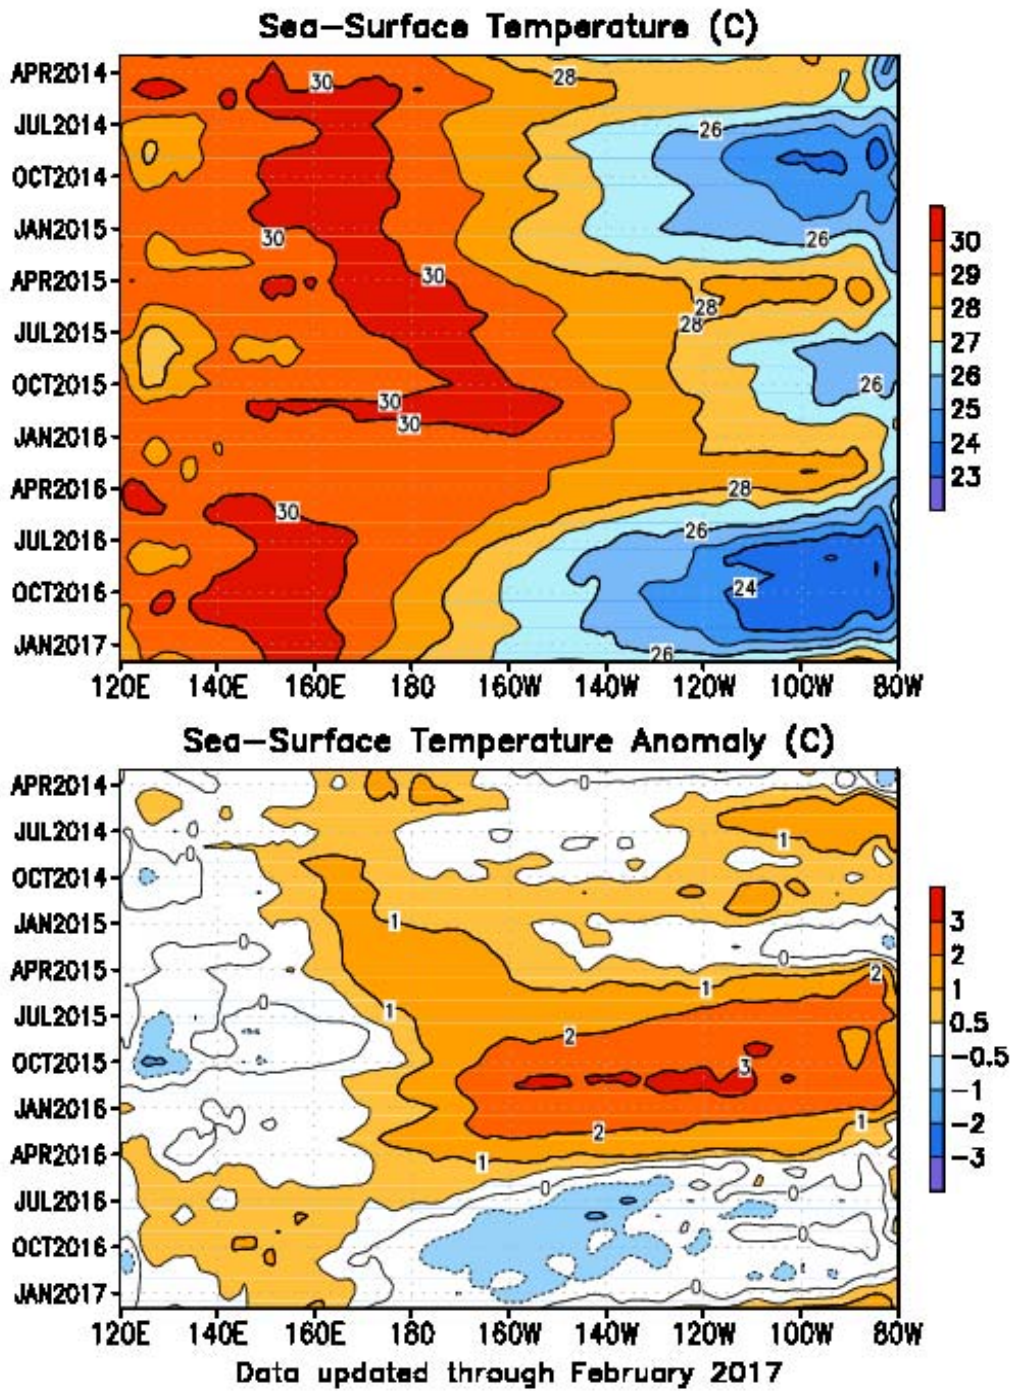 Sea-Surface Temperature (C)
APR2014
JUL2014
OCT2014
JAN2015
APR2015
JUL2015
OCT2015
JAN2016
APR2016
JUL2016
OCT2016
JAN2017
30
28
26
30
26
30
28
28
30
26
30
28
30
26
24
26
120E 140E 160E 180 160W 140W 120W 100W 80W
30
29
28
27
26
25
24
23
Sea-Surface Temperature Anomaly (C)
APR2014
JUL2014
OCT2014
JAN2015
APR2015
JUL2015
OCT2015
JAN2016
APR2016
JUL2016
OCT2016
JAN2017
0
1
0
1
0
0
2
1
0
1
2
3
1
2
1
0
0
0
0
120E 140E 160E 180 160W 140W 120W 100W 80W
3
2
1
0.5
-0.5
-1
-2
-3
Data updated through February 2017